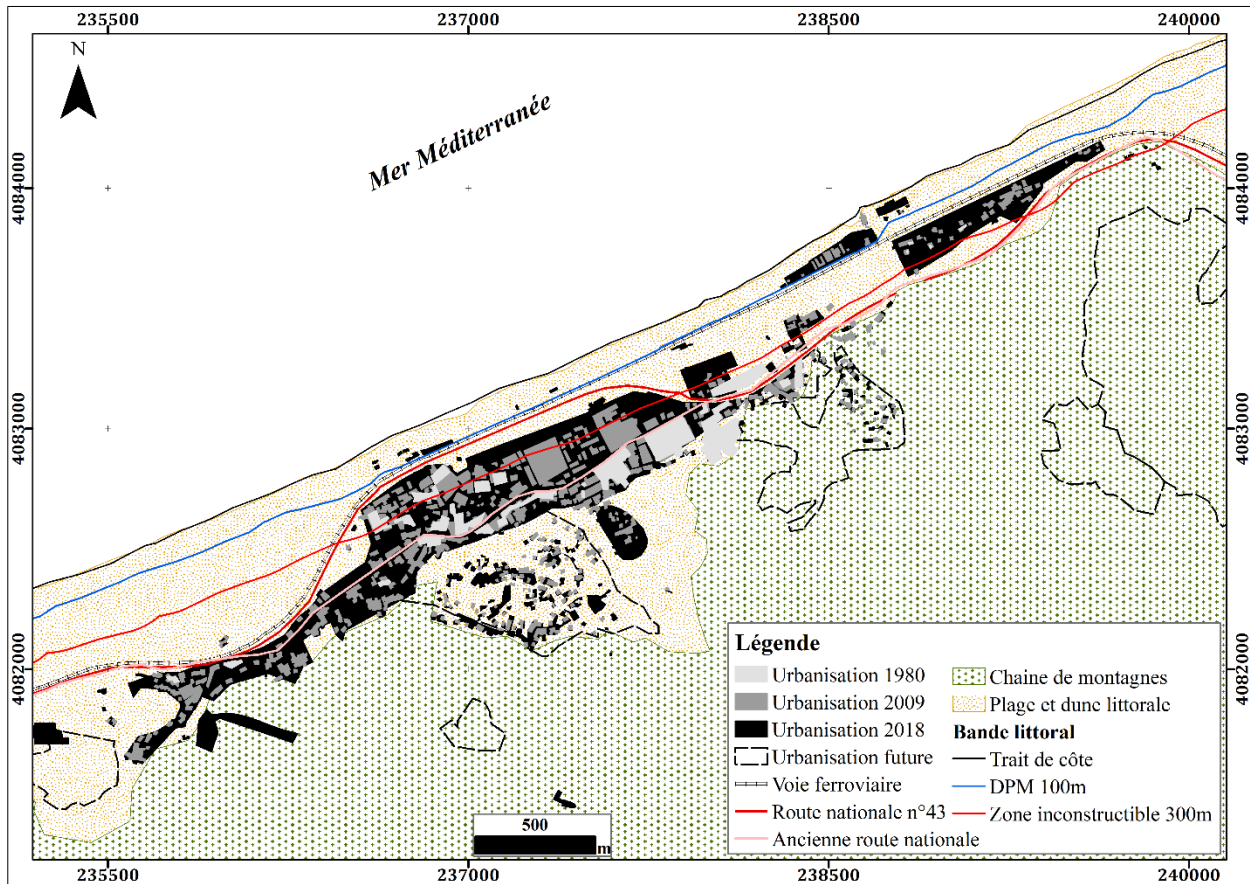 235500 237000 238500 240000
N
Mer Méditerranée
4084000 4084000
4083000 4083000
4082000 4082000
Légende
Urbanisation 1980
Urbanisation 2009
Urbanisation 2018
Urbanisation future
Voie ferroviaire
Route nationale n°43
Ancienne route nationale
Chaine de montagnes
Plage et dune littorale
Bande littoral
Trait de côte
DPM 100m
Zone inconstructible 300m
500
m
235500 237000 238500 240000